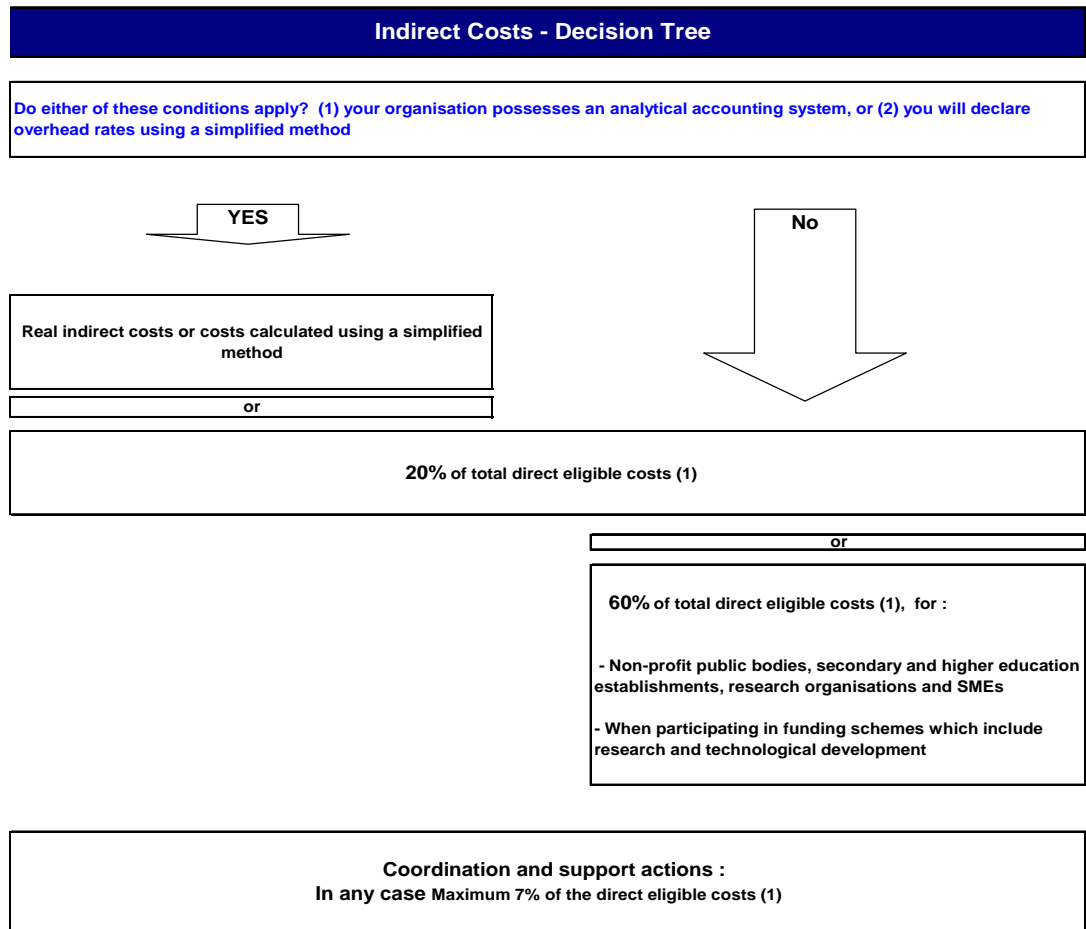 Indirect Costs - Decision Tree
Do either of these conditions apply?  (1) your organisation possesses an analytical accounting system, or (2) you will declare
overhead rates using a simplified method
YES
No
Real indirect costs or costs calculated using a simplified
method
or
20% of total direct eligible costs (1)
or
60% of total direct eligible costs (1),  for :
- Non-profit public bodies, secondary and higher education
establishments, research organisations and SMEs
- When participating in funding schemes which include
research and technological development
Coordination and support actions :
In any case Maximum 7% of the direct eligible costs (1)